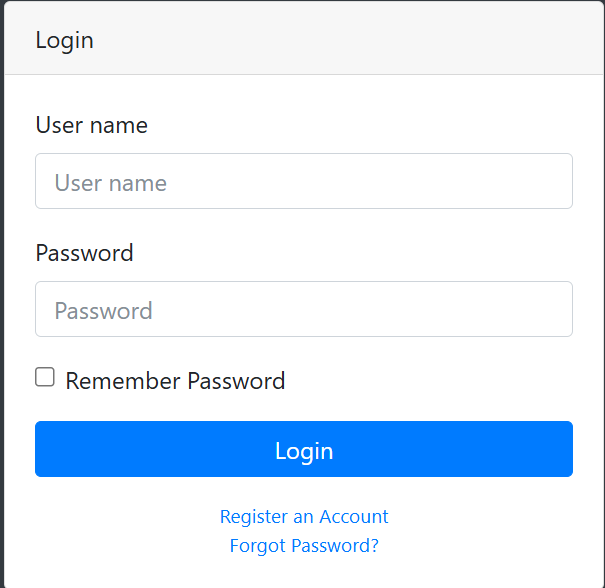 Login
User name
User name
Password
Password
Remember Password
Login
Register an Account
Forgot Password?